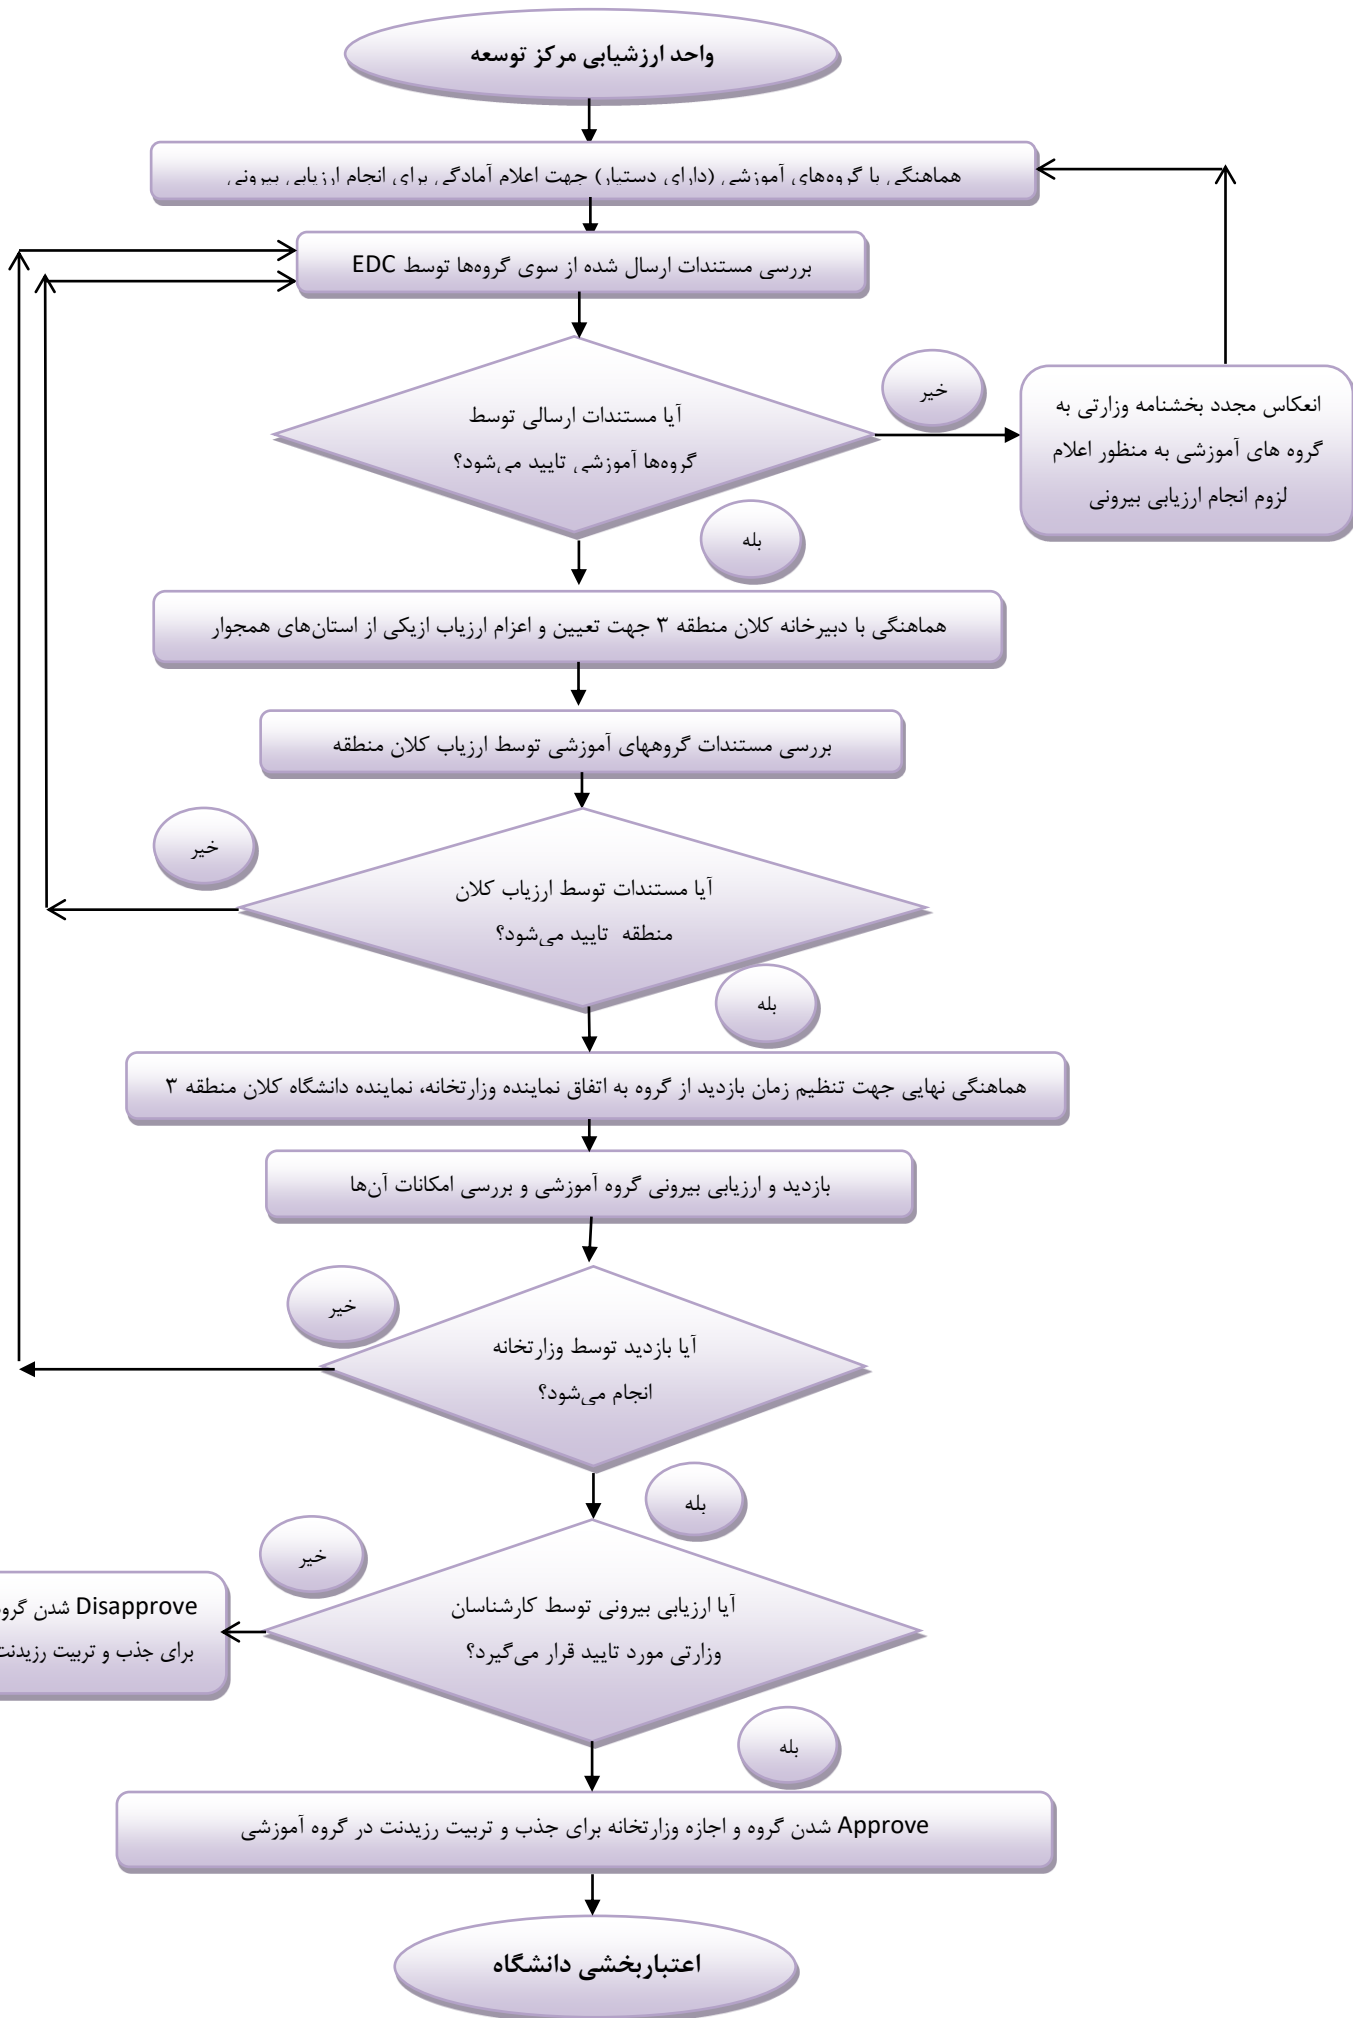 واحد ارزشیابی مرکز توسعه
هماهنگی با گروه‌های آموزشی (دارای دستیار) جهت اعلام آمادگی برای انجام ارزیابی بیرونی
بررسی مستندات ارسال شده از سوی گروه‌ها توسط EDC
آیا مستندات ارسالی توسط
گروه‌ها آموزشی تایید می‌شود؟
خیر
انعکاس مجدد بخشنامه وزارتی به
گروه های آموزشی به منظور اعلام
لزوم انجام ارزیابی بیرونی
بله
هماهنگی با دبیرخانه کلان منطقه ۳ جهت تعیین و اعزام ارزیاب ازیکی از استان‌های همجوار
بررسی مستندات گروههای آموزشی توسط ارزیاب کلان منطقه
خیر
آیا مستندات توسط ارزیاب کلان
منطقه تایید می‌شود؟
بله
هماهنگی نهایی جهت تنظیم زمان بازدید از گروه به اتفاق نماینده وزارتخانه، نماینده دانشگاه کلان منطقه ۳
بازدید و ارزیابی بیرونی گروه آموزشی و بررسی امکانات آن‌ها
خیر
آیا بازدید توسط وزارتخانه
انجام می‌شود؟
بله
خیر
آیا ارزیابی بیرونی توسط کارشناسان
وزارتی مورد تایید قرار می‌گیرد؟
Disapprove شدن
برای جذب و تربیت رزیدنت
بله
Approve شدن گروه و اجازه وزارتخانه برای جذب و تربیت رزیدنت در گروه آموزشی
اعتباربخشی دانشگاه